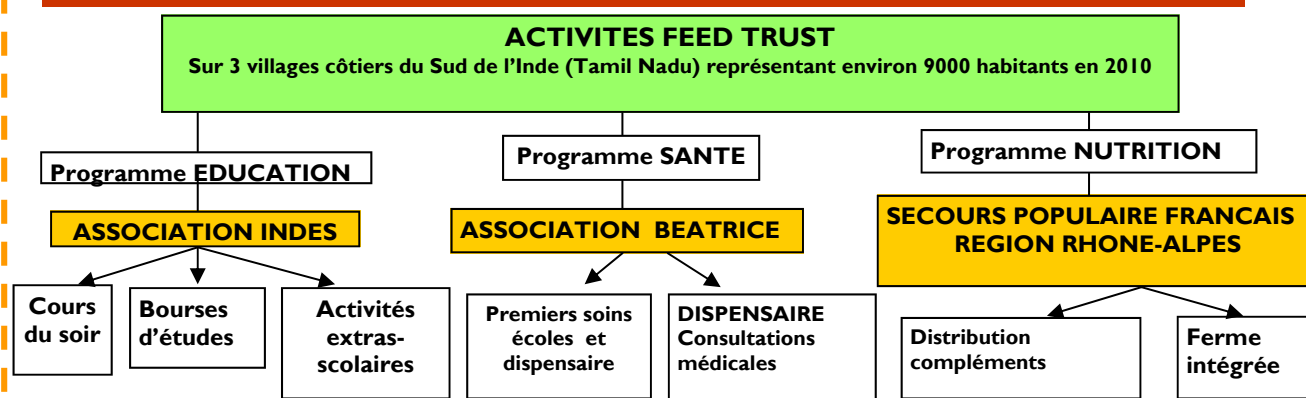 ACTIVITES FEED TRUST
Sur 3 villages côtiers du Sud de l'Inde (Tamil Nadu) représentant environ 9000 habitants en 2010
Programme EDUCATION
Programme SANTE
Programme NUTRITION
ASSOCIATION INDES
ASSOCIATION BEATRICE
SECOURS POPULAIRE FRANCAIS
REGION RHONE-ALPES
Cours
du soir
Bourses
d'études
Activités
extras-
scolaires
Premiers soins
écoles et
dispensaire
DISPENSAIRE
Consultations
médicales
Distribution
compléments
Ferme
intégrée